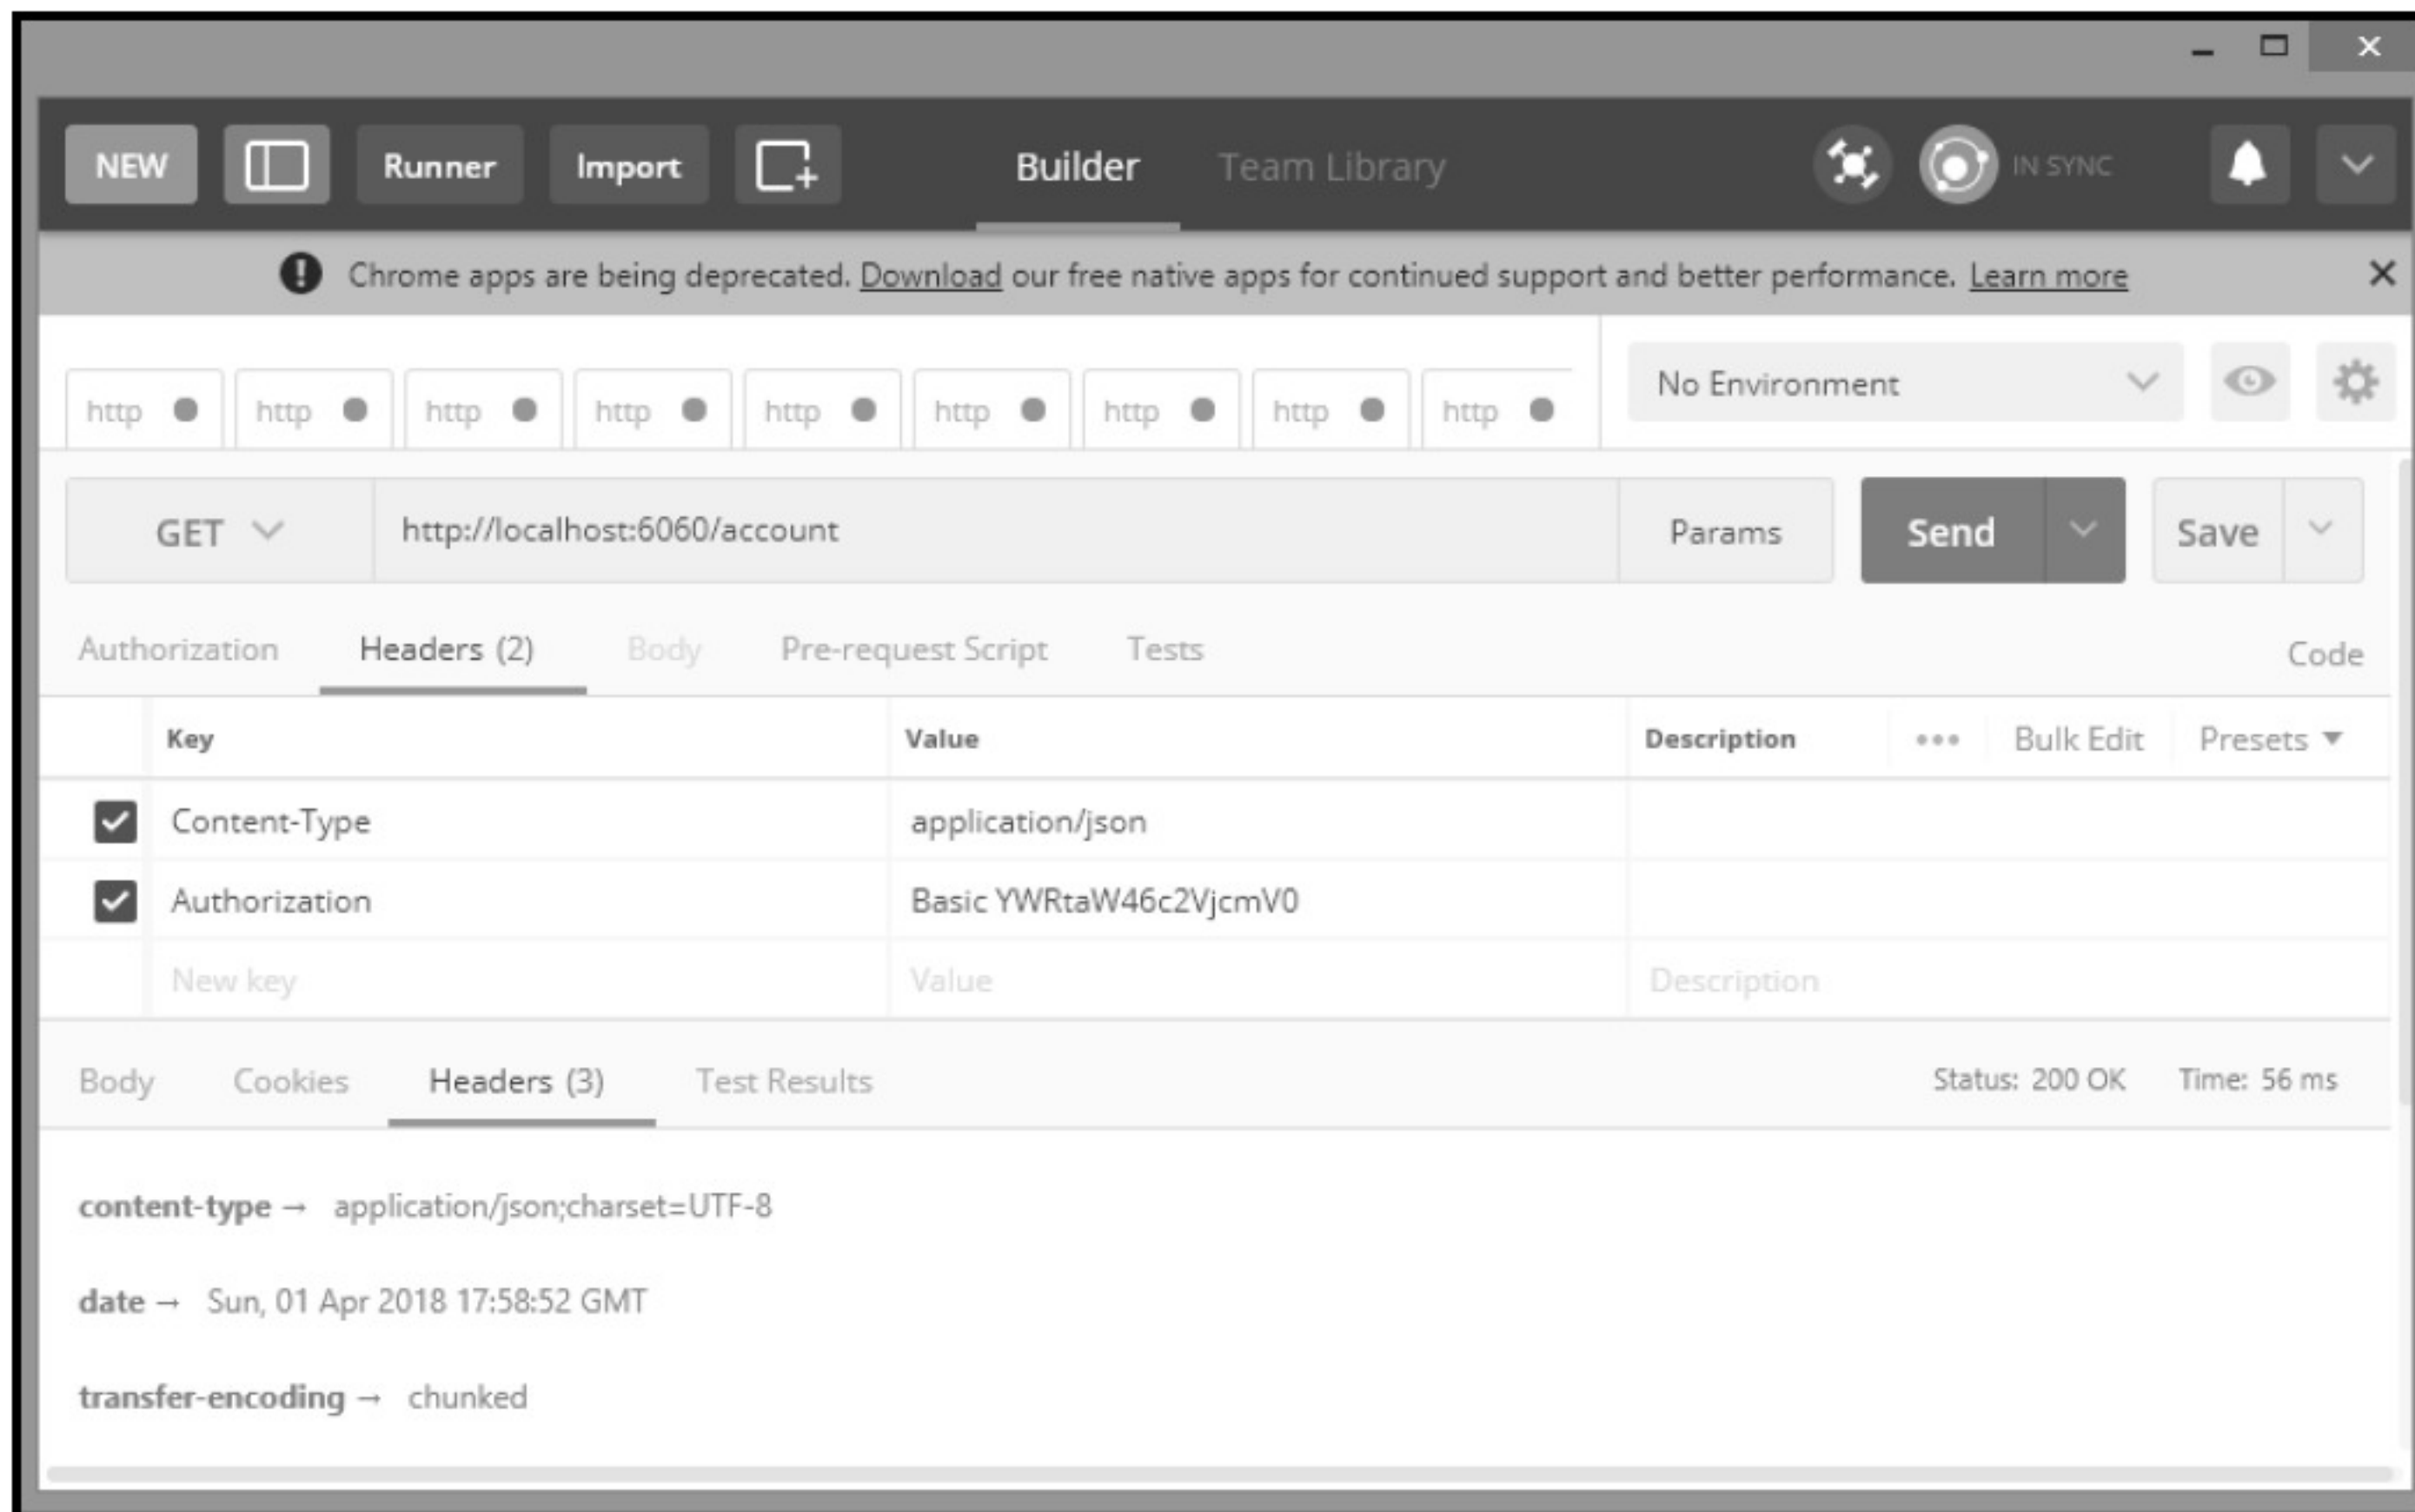 NEW Runner Import Builder Team Library IN SYNC
Chrome apps are being deprecated. Download our free native apps for continued support and better performance. Learn more
http http http http http http http http http No Environment
GET http://localhost:6060/account Params Send Save
Authorization Headers (2) Body Pre-request Script Tests Code
Key Value Description Bulk Edit Presets
Content-Type application/json
Authorization Basic YWRtaW46c2VjcmV0
New key Value Description
Body Cookies Headers (3) Test Results Status: 200 OK Time: 56 ms
content-type → application/json;charset=UTF-8
date → Sun, 01 Apr 2018 17:58:52 GMT
transfer-encoding → chunked